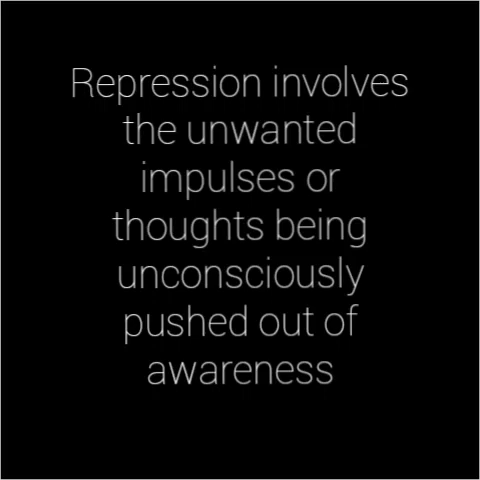 Repression involves
the unwanted
impulses or
thoughts being
unconsciously
pushed out of
awareness